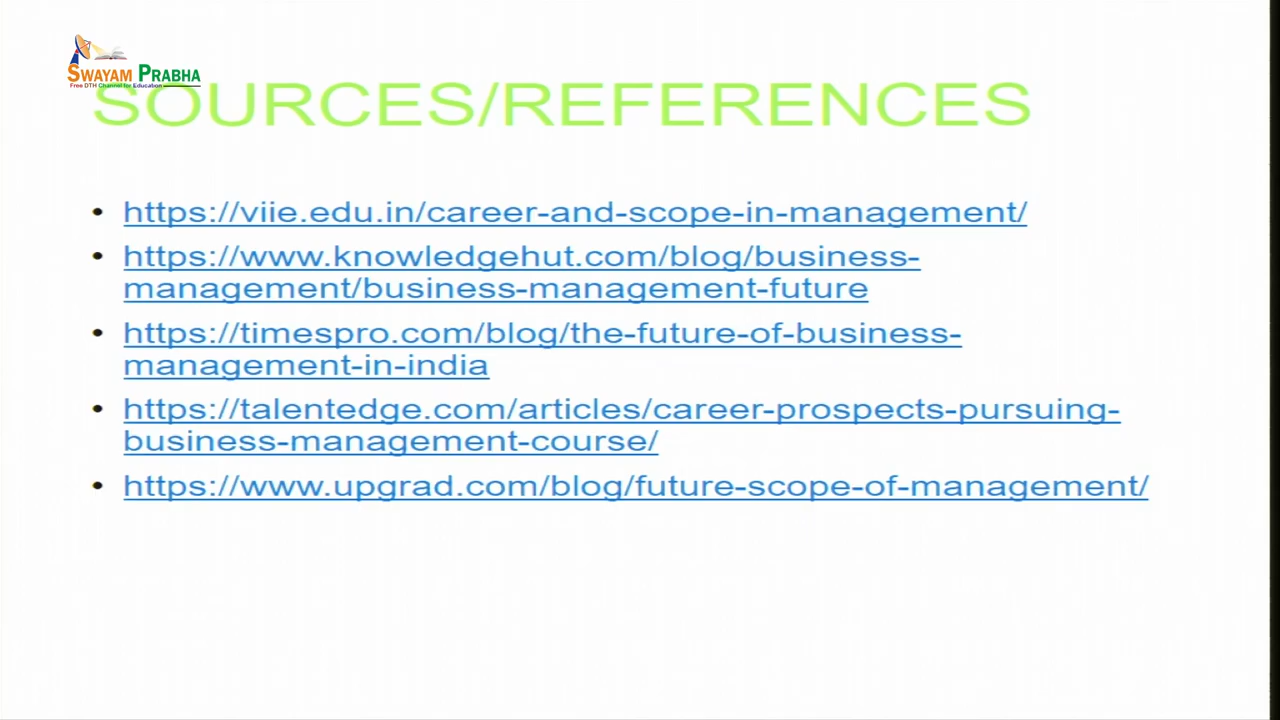 SWAYAM PRABHA
Free DTH Channel for Education
SOURCES/REFERENCES
• https://viie.edu.in/career-and-scope-in-management/
• https://www.knowledgehut.com/blog/business-
management/business-management-future
• https://timespro.com/blog/the-future-of-business-
management-in-india
• https://talentedge.com/articles/career-prospects-pursuing-
business-management-course/
• https://www.upgrad.com/blog/future-scope-of-management/